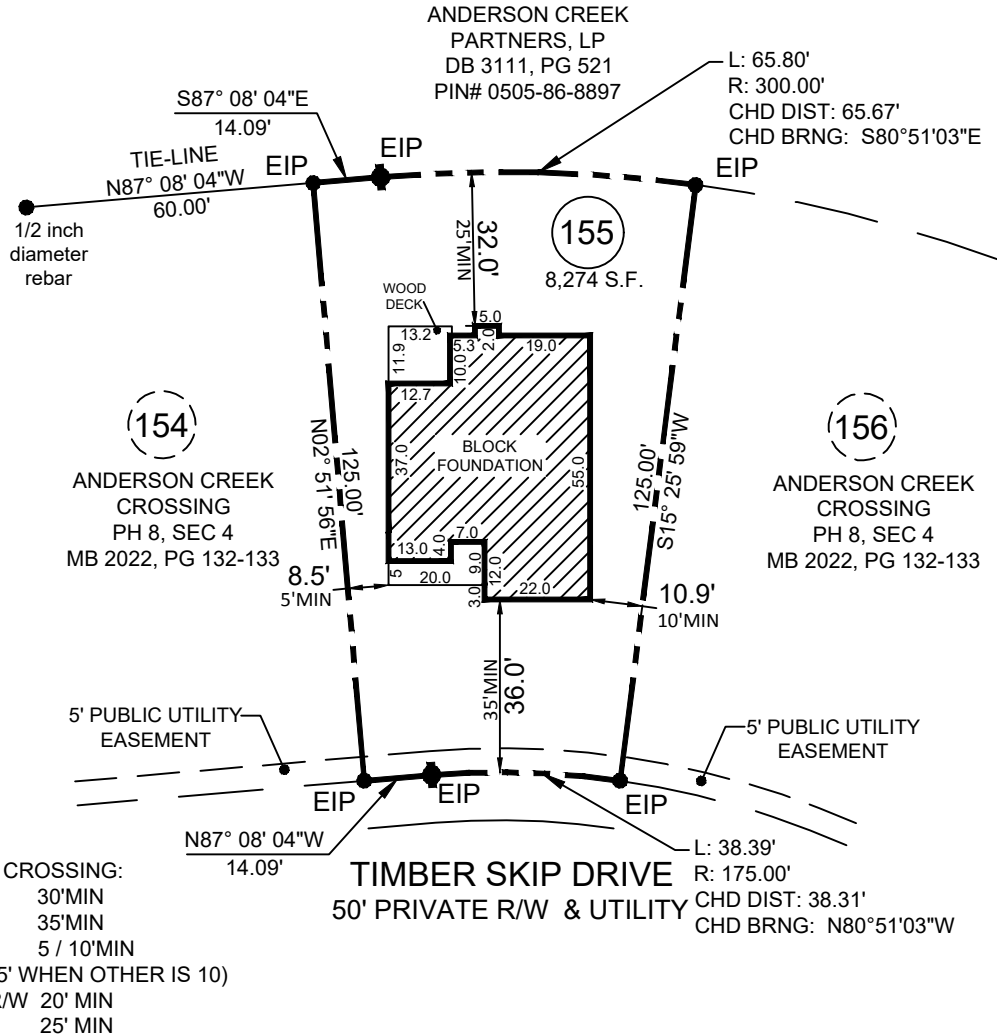 ANDERSON CREEK
PARTNERS, LP
DB 3111, PG 521
PIN# 0505-86-8897
L: 65.80'
R: 300.00'
CHD DIST: 65.67'
CHD BRNG: S80°51'03"E
S87° 08' 04"E
14.09'
TIE-LINE
N87° 08' 04"W
60.00'
EIP
EIP
EIP
1/2 inch
diameter
rebar
32.0'
25'MIN
155
8,274 S.F.
WOOD
DECK
13.2
11.9
5.0
5.3
2.0
19.0
10.0
12.7
37.0
BLOCK
FOUNDATION
55.0
154
ANDERSON CREEK
CROSSING
PH 8, SEC 4
MB 2022, PG 132-133
N02° 51' 56"E
125.00'
125.00'
S15° 25' 59"W
156
ANDERSON CREEK
CROSSING
PH 8, SEC 4
MB 2022, PG 132-133
7.0
13.0
4.0
9.0
12.0
5
20.0
3.0
22.0
8.5'
5'MIN
10.9'
10'MIN
35'MIN
36.0'
5' PUBLIC UTILITY
EASEMENT
5' PUBLIC UTILITY
EASEMENT
EIP
EIP
EIP
N87° 08' 04"W
14.09'
TIMBER SKIP DRIVE
50' PRIVATE R/W & UTILITY
L: 38.39'
R: 175.00'
CHD DIST: 38.31'
CHD BRNG: N80°51'03"W
CROSSING:
30'MIN
35'MIN
5 / 10'MIN
5' WHEN OTHER IS 10)
R/W 20' MIN
25' MIN